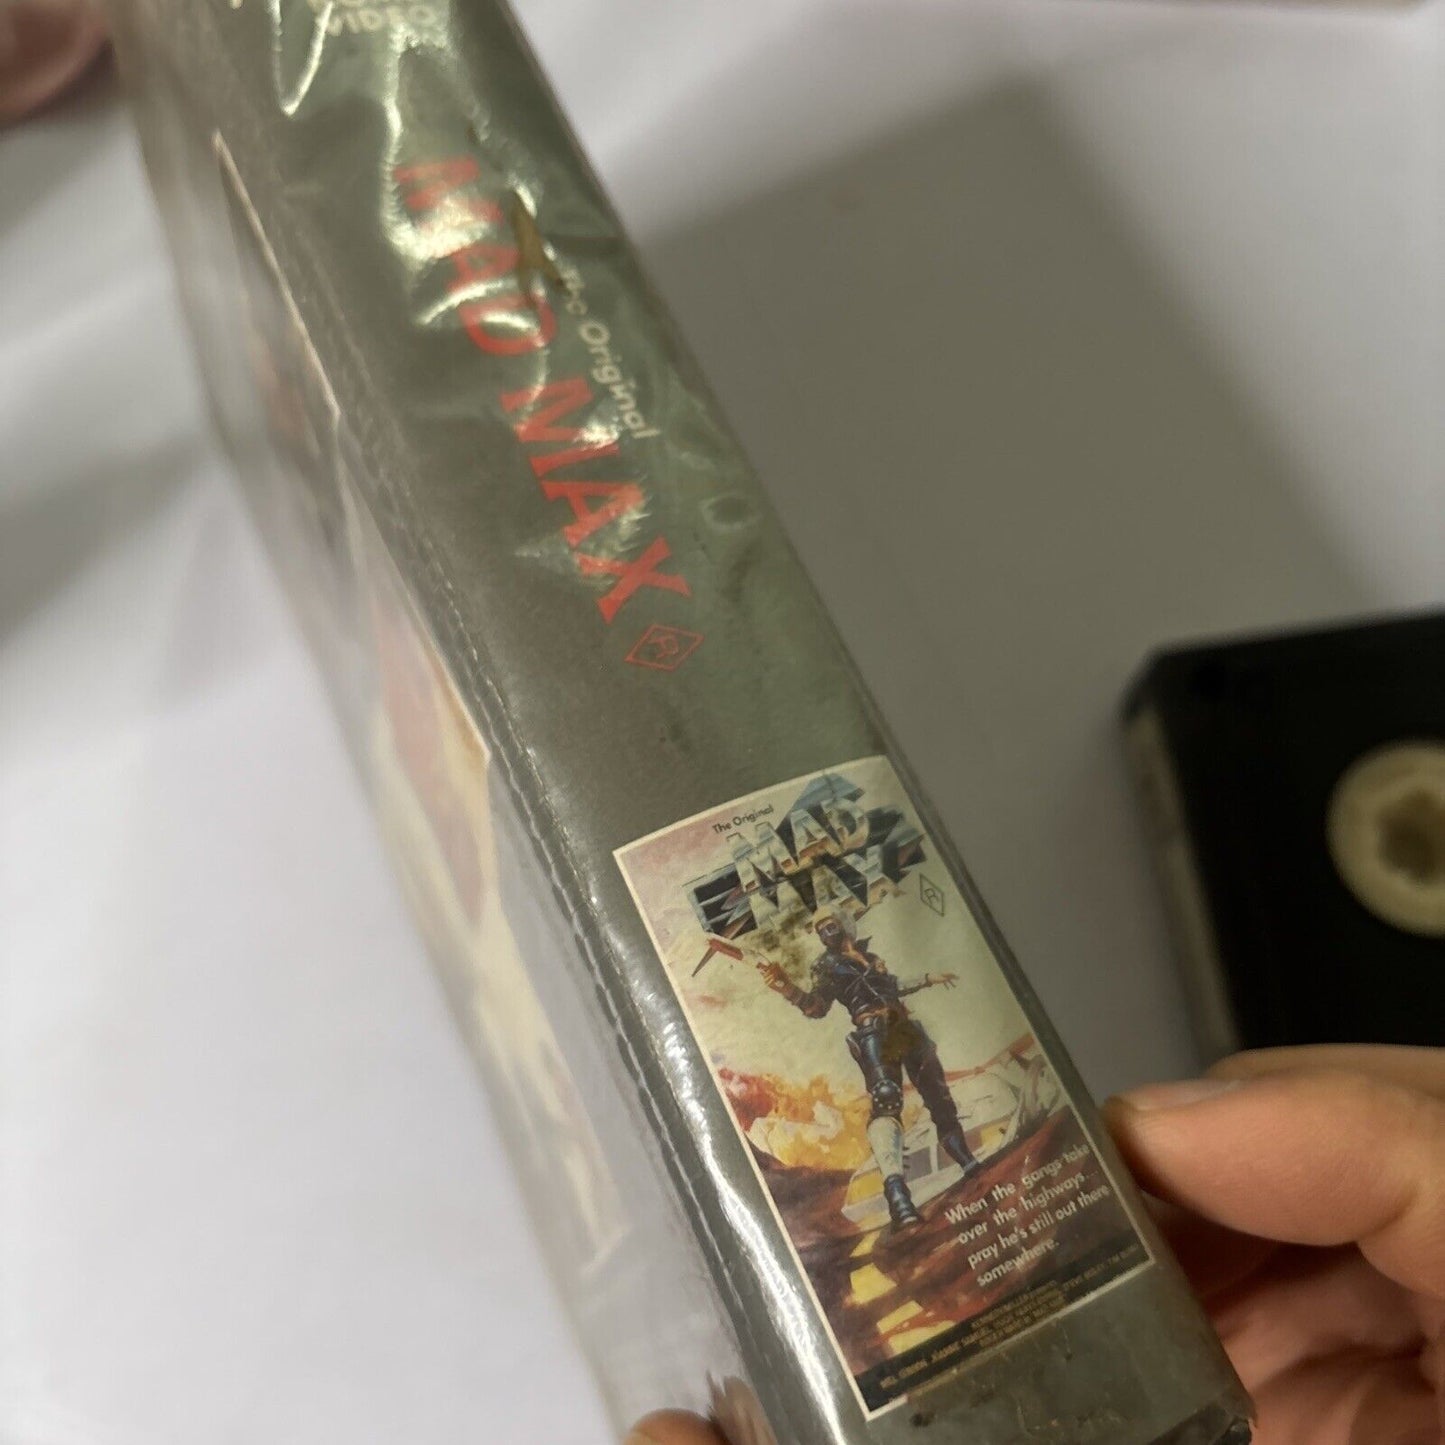 VIDEO
Original
MAD MAX
R
The Original
MAD
MAX
R
When the gangs take
over the highways...
pray he's still out there
somewhere.